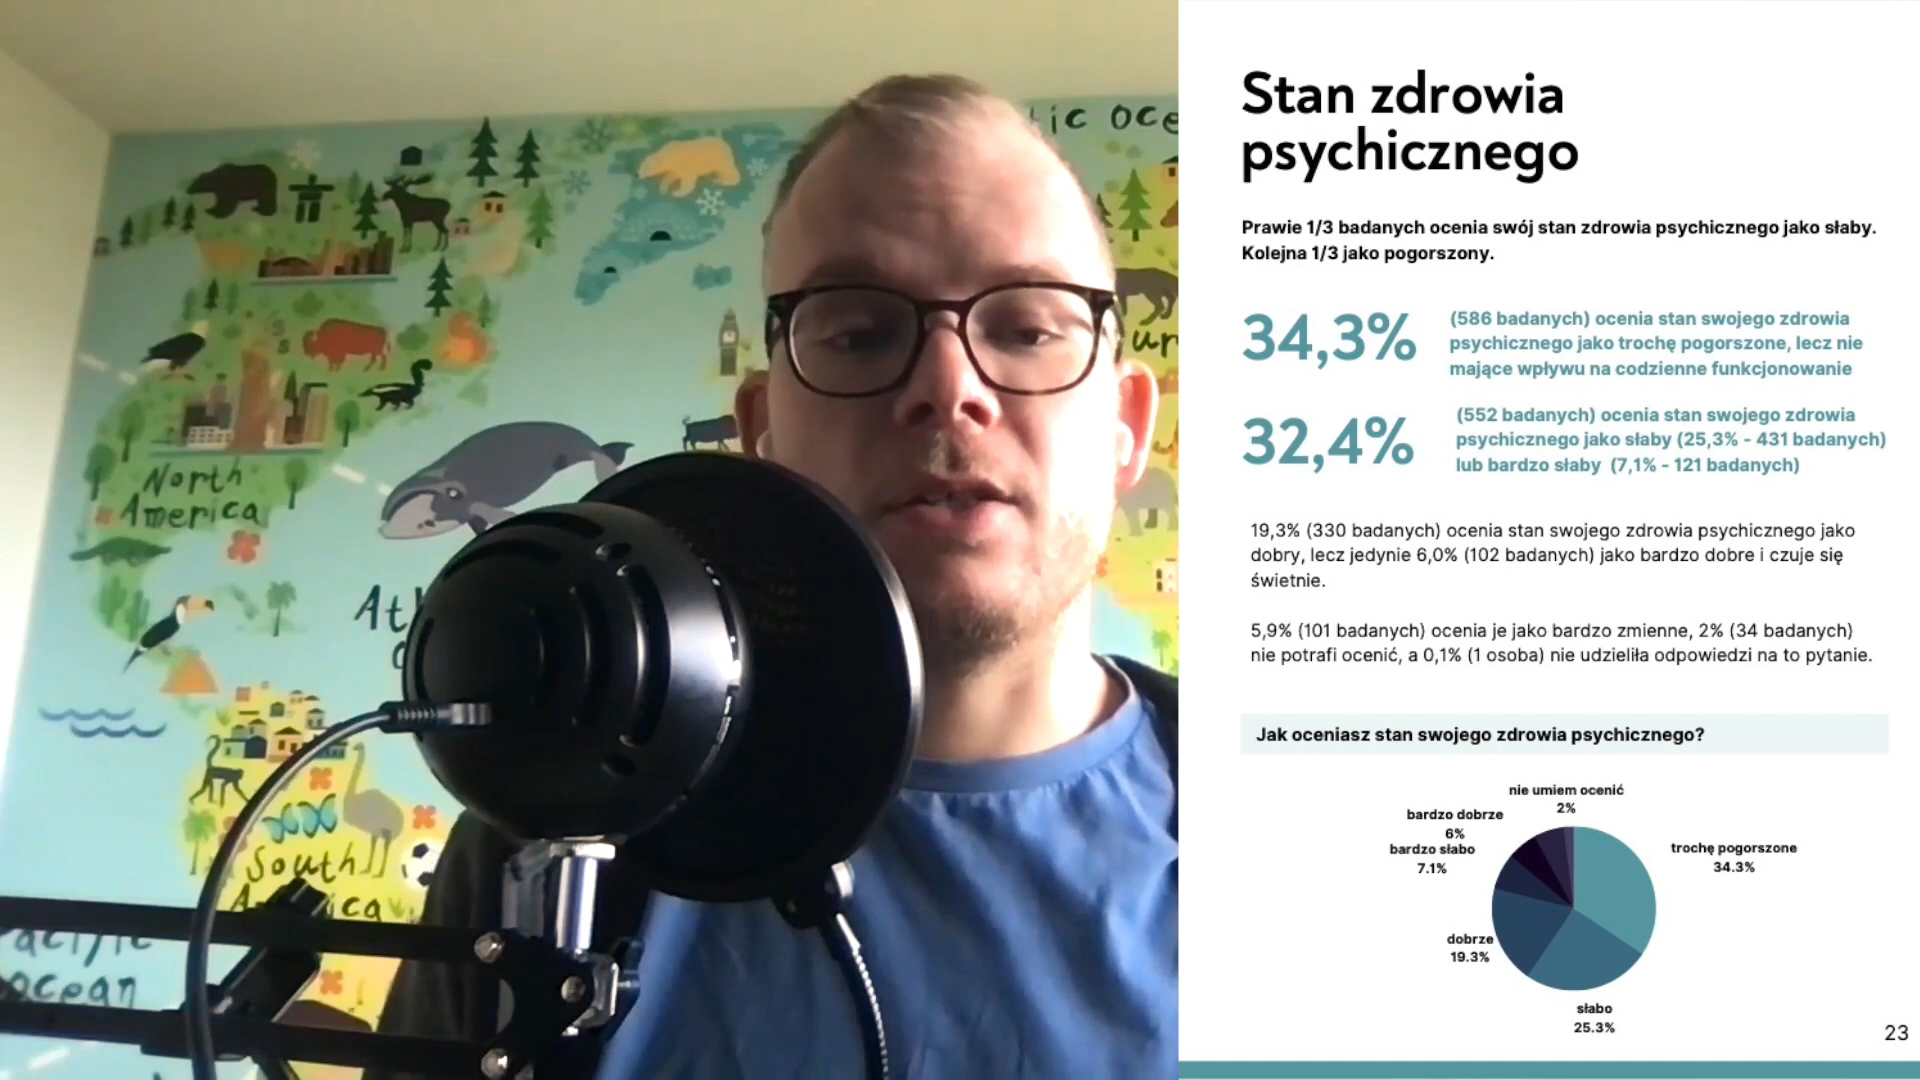 North
America
South
tic Oce
ocean
Stan zdrowia
psychicznego
Prawie 1/3 badanych ocenia swój stan zdrowia psychicznego jako słaby.
Kolejna 1/3 jako pogorszony.
34,3%
(586 badanych) ocenia stan swojego zdrowia
psychicznego jako trochę pogorszone, lecz nie
mające wpływu na codzienne funkcjonowanie
32,4%
(552 badanych) ocenia stan swojego zdrowia
psychicznego jako słaby (25,3% - 431 badanych)
lub bardzo słaby (7,1% - 121 badanych)
19,3% (330 badanych) ocenia stan swojego zdrowia psychicznego jako
dobry, lecz jedynie 6,0% (102 badanych) jako bardzo dobre i czuje się
świetnie.
5,9% (101 badanych) ocenia je jako bardzo zmienne, 2% (34 badanych)
nie potrafi ocenić, a 0,1% (1 osoba) nie udzieliła odpowiedzi na to pytanie.
Jak oceniasz stan swojego zdrowia psychicznego?
nie umiem ocenić
2%
bardzo dobrze
6%
bardzo słabo
7.1%
trochę pogorszone
34.3%
dobrze
19.3%
słabo
25.3%
23